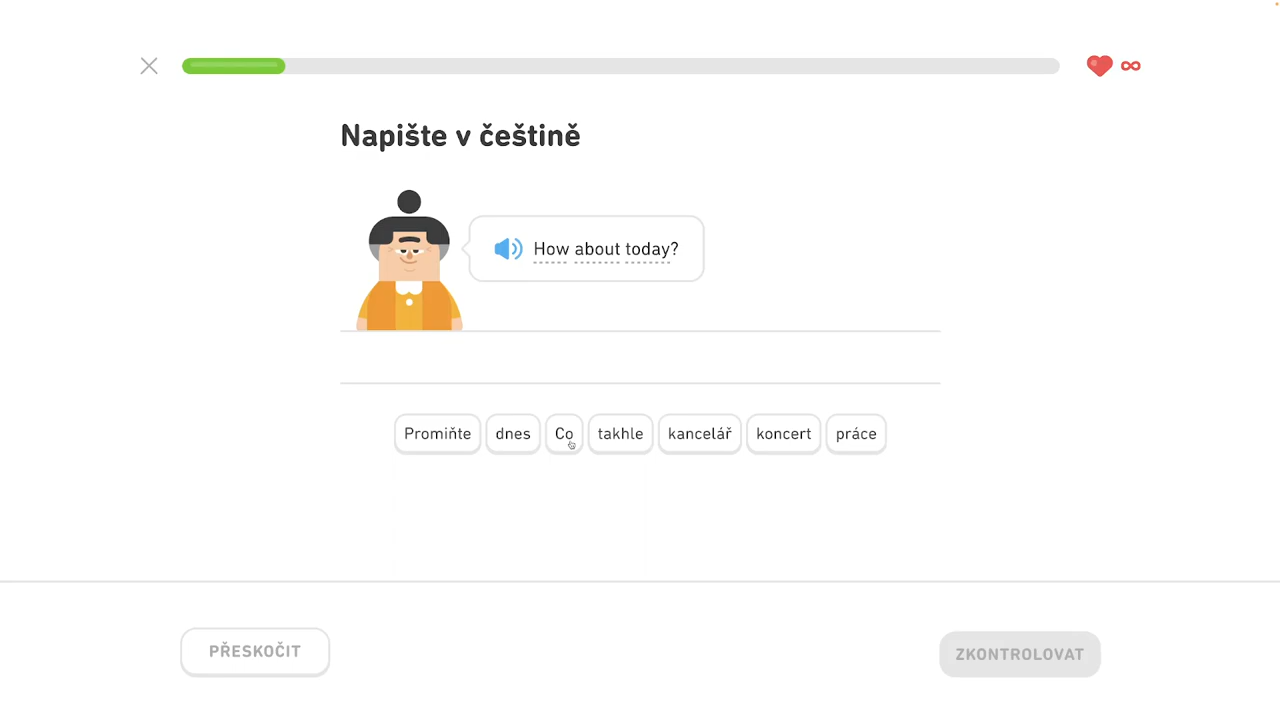 Napište v češtině
How about today?
Promiňte dnes Co takhle kancelář koncert práce
PŘESKOČIT ZKONTROLOVAT